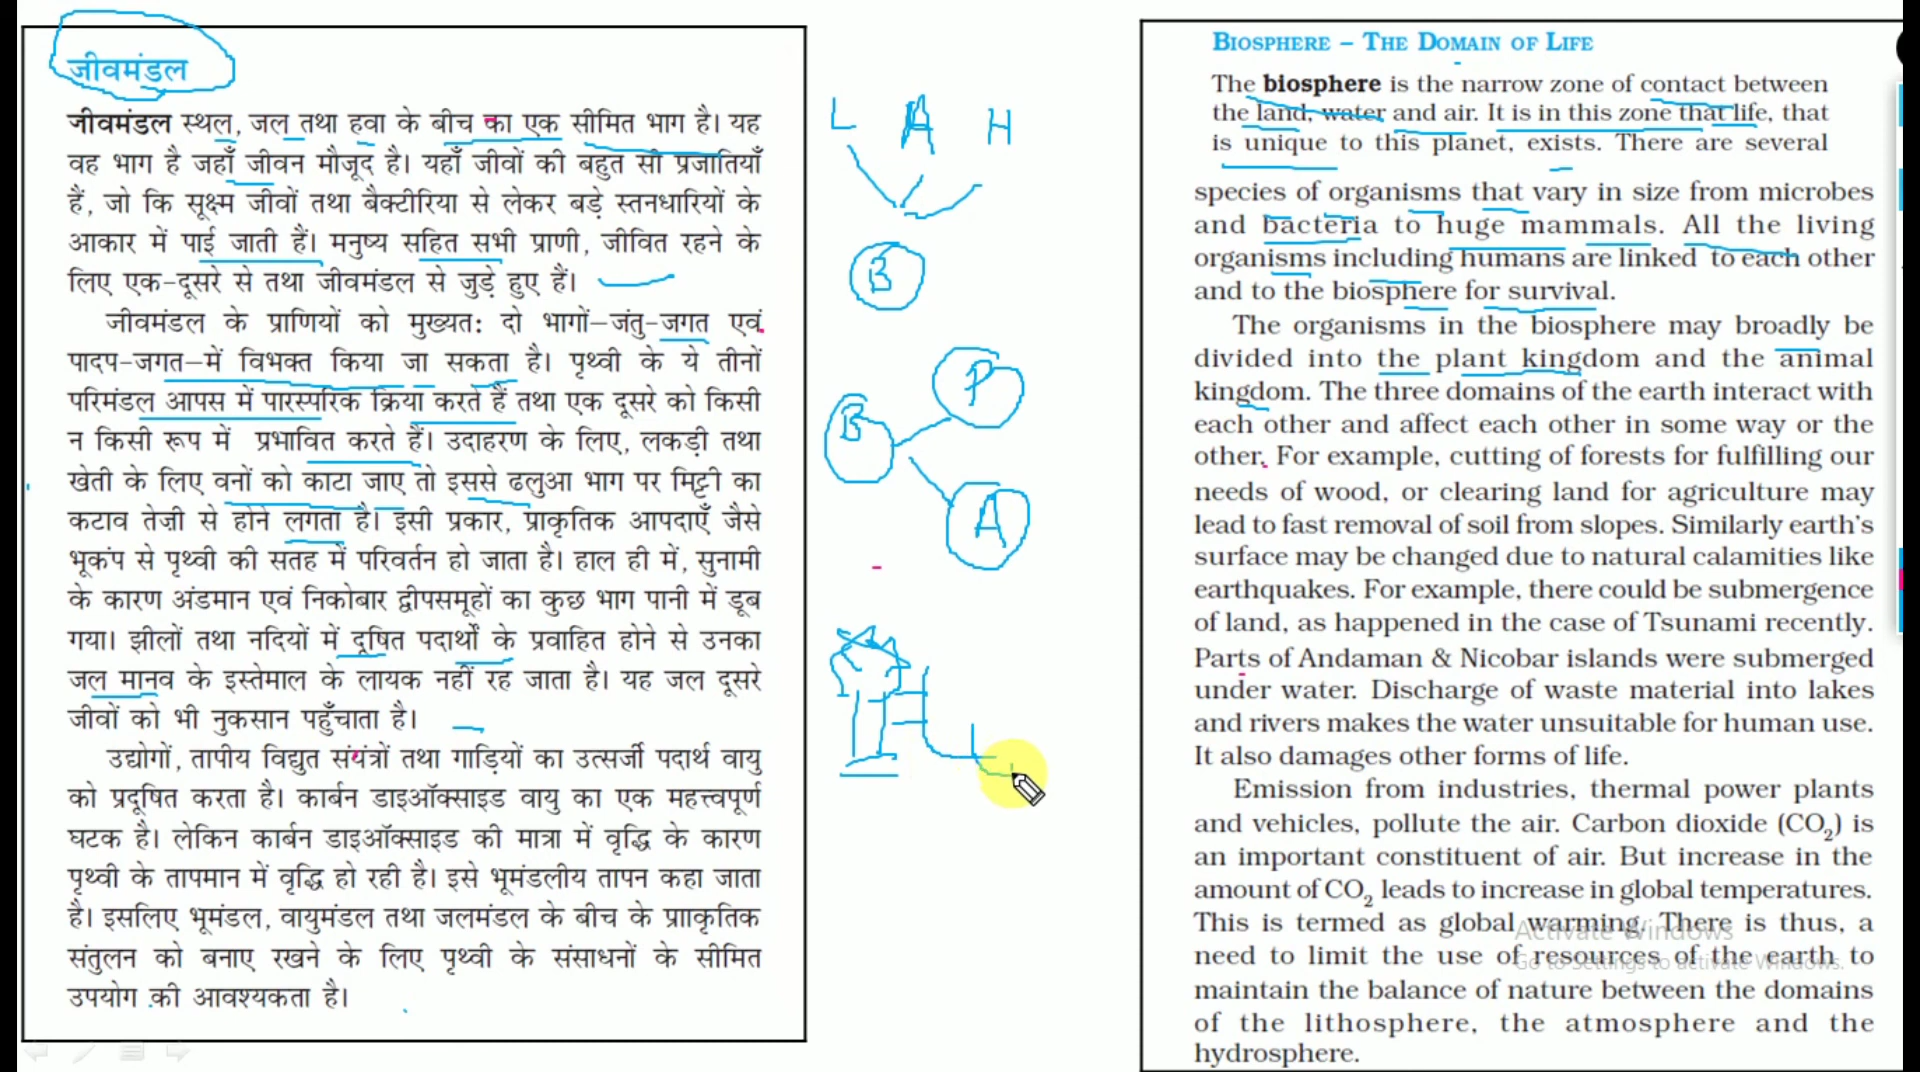 जीवमंडल
जीवमंडल स्थल, जल तथा हवा के बीच का एक सीमित भाग है। यह
वह भाग है जहाँ जीवन मौजूद है। यहाँ जीवों की बहुत सी प्रजातियाँ
हैं, जो कि सूक्ष्म जीवों तथा बैक्टीरिया से लेकर बड़े स्तनधारियों के
आकार में पाई जाती हैं। मनुष्य सहित सभी प्राणी, जीवित रहने के
लिए एक-दूसरे से तथा जीवमंडल से जुड़े हुए हैं।
जीवमंडल के प्राणियों को मुख्यत: दो भागों–जंतु-जगत एवं
पादप-जगत–में विभक्त किया जा सकता है। पृथ्वी के ये तीनों
परिमंडल आपस में पारस्परिक क्रिया करते हैं तथा एक दूसरे को किसी
न किसी रूप में प्रभावित करते हैं। उदाहरण के लिए, लकड़ी तथा
खेती के लिए वनों को काटा जाए तो इससे ढलुआ भाग पर मिट्टी का
कटाव तेज़ी से होने लगता है। इसी प्रकार, प्राकृतिक आपदाएँ जैसे
भूकंप से पृथ्वी की सतह में परिवर्तन हो जाता है। हाल ही में, सुनामी
के कारण अंडमान एवं निकोबार द्वीपसमूहों का कुछ भाग पानी में डूब
गया। झीलों तथा नदियों में दूषित पदार्थों के प्रवाहित होने से उनका
जल मानव के इस्तेमाल के लायक नहीं रह जाता है। यह जल दूसरे
जीवों को भी नुकसान पहुँचाता है।
उद्योगों, तापीय विद्युत संयंत्रों तथा गाड़ियों का उत्सर्जी पदार्थ वायु
को प्रदूषित करता है। कार्बन डाइऑक्साइड वायु का एक महत्त्वपूर्ण
घटक है। लेकिन कार्बन डाइऑक्साइड की मात्रा में वृद्धि के कारण
पृथ्वी के तापमान में वृद्धि हो रही है। इसे भूमंडलीय तापन कहा जाता
है। इसलिए भूमंडल, वायुमंडल तथा जलमंडल के बीच के प्रााकृतिक
संतुलन को बनाए रखने के लिए पृथ्वी के संसाधनों के सीमित
उपयोग की आवश्यकता है।
L A H
B
P
B
A
BIOSPHERE – THE DOMAIN OF LIFE
The biosphere is the narrow zone of contact between
the land, water and air. It is in this zone that life, that
is unique to this planet, exists. There are several
species of organisms that vary in size from microbes
and bacteria to huge mammals. All the living
organisms including humans are linked to each other
and to the biosphere for survival.
The organisms in the biosphere may broadly be
divided into the plant kingdom and the animal
kingdom. The three domains of the earth interact with
each other and affect each other in some way or the
other. For example, cutting of forests for fulfilling our
needs of wood, or clearing land for agriculture may
lead to fast removal of soil from slopes. Similarly earth's
surface may be changed due to natural calamities like
earthquakes. For example, there could be submergence
of land, as happened in the case of Tsunami recently.
Parts of Andaman & Nicobar islands were submerged
under water. Discharge of waste material into lakes
and rivers makes the water unsuitable for human use.
It also damages other forms of life.
Emission from industries, thermal power plants
and vehicles, pollute the air. Carbon dioxide (CO₂) is
an important constituent of air. But increase in the
amount of CO₂ leads to increase in global temperatures.
This is termed as global warming. There is thus, a
need to limit the use of resources of the earth to
maintain the balance of nature between the domains
of the lithosphere, the atmosphere and the
hydrosphere.
Activate Windows
Go to Settings to activate Windows.